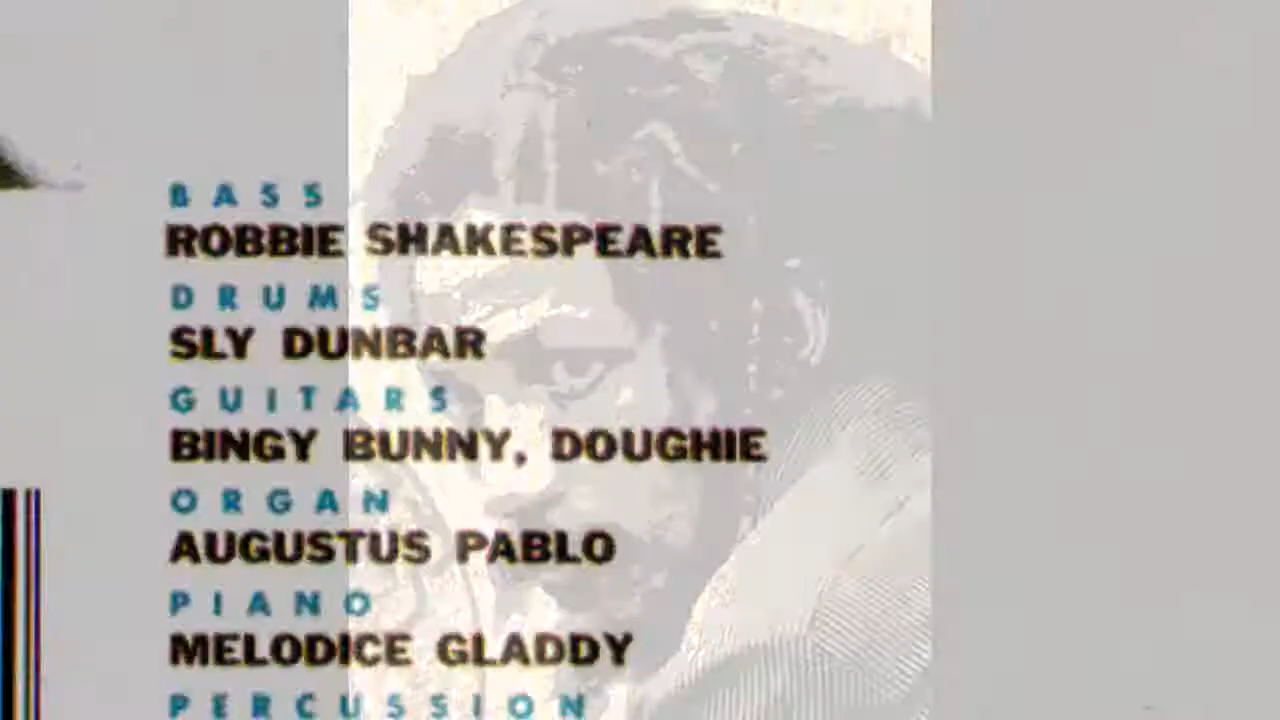 BASS
ROBBIE SHAKESPEARE
DRUMS
SLY DUNBAR
GUITARS
BINGY BUNNY, DOUGHIE
ORGAN
AUGUSTUS PABLO
PIANO
MELODICE GLADDY
PERCUSSION